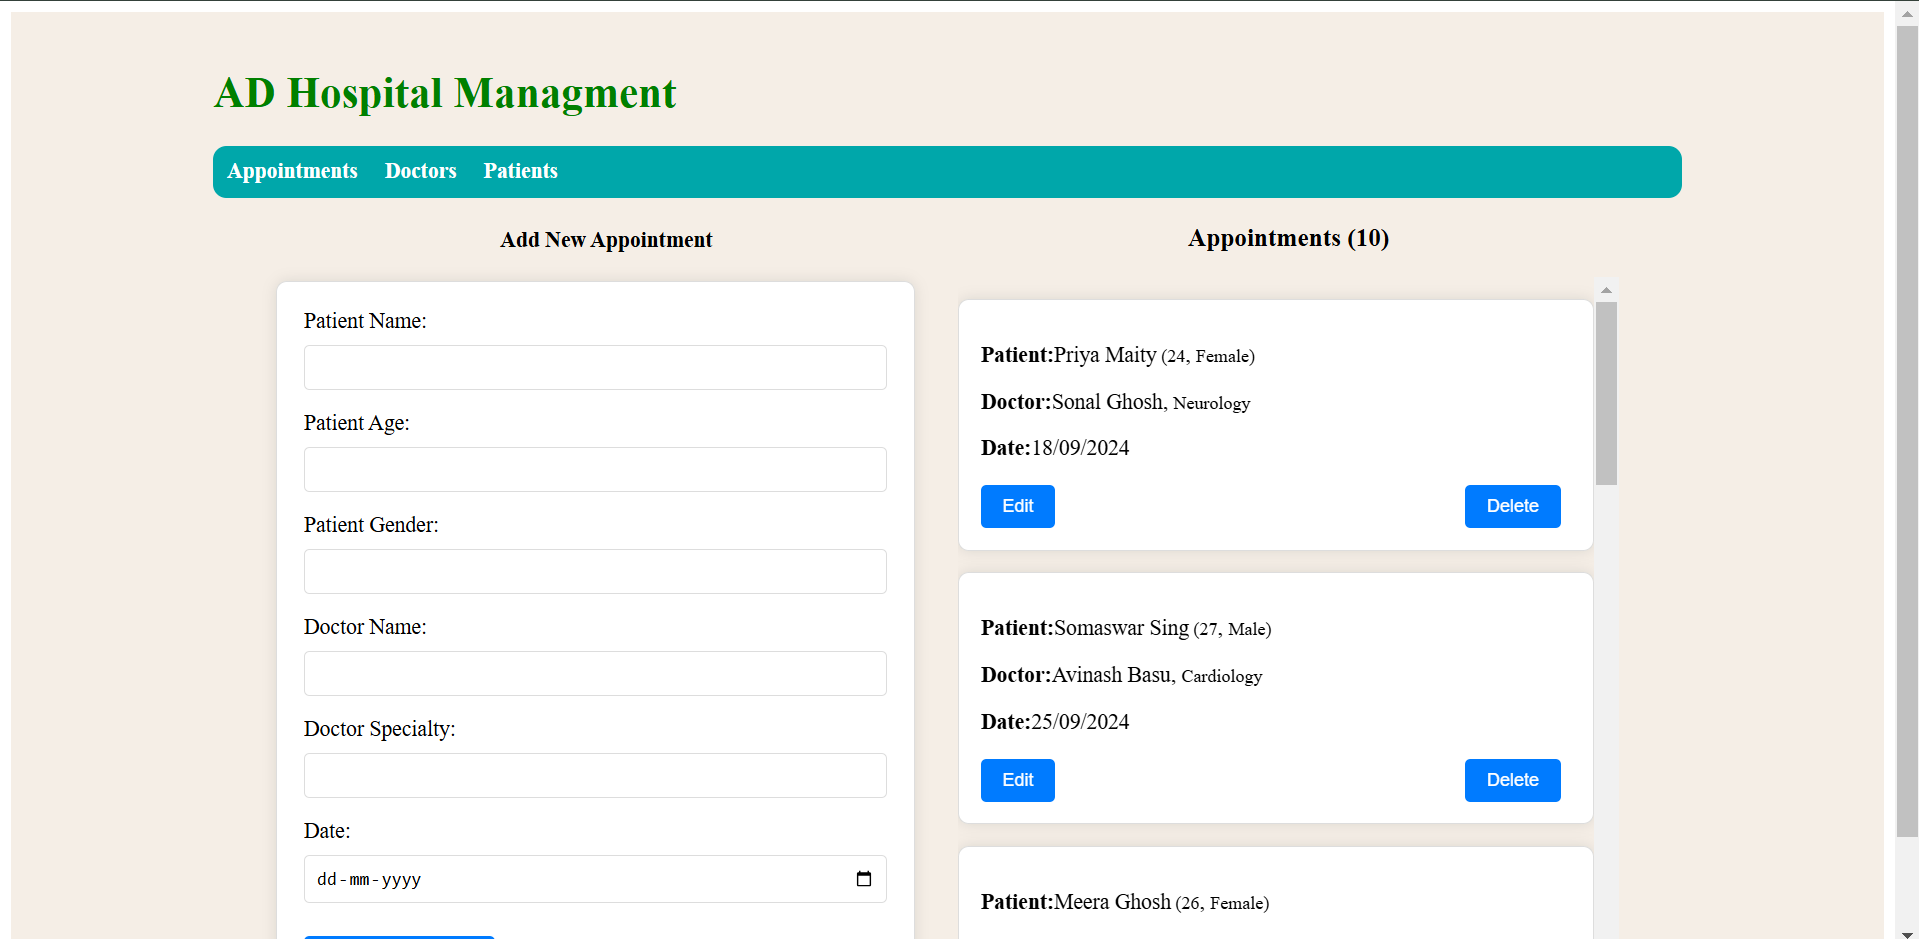 AD Hospital Managment
Appointments Doctors Patients
Add New Appointment
Patient Name:
Patient Age:
Patient Gender:
Doctor Name:
Doctor Specialty:
Date:
dd-mm-yyyy
Appointments (10)
Patient:Priya Maity (24, Female)
Doctor:Sonal Ghosh, Neurology
Date:18/09/2024
Edit Delete
Patient:Somaswar Sing (27, Male)
Doctor:Avinash Basu, Cardiology
Date:25/09/2024
Edit Delete
Patient:Meera Ghosh (26, Female)